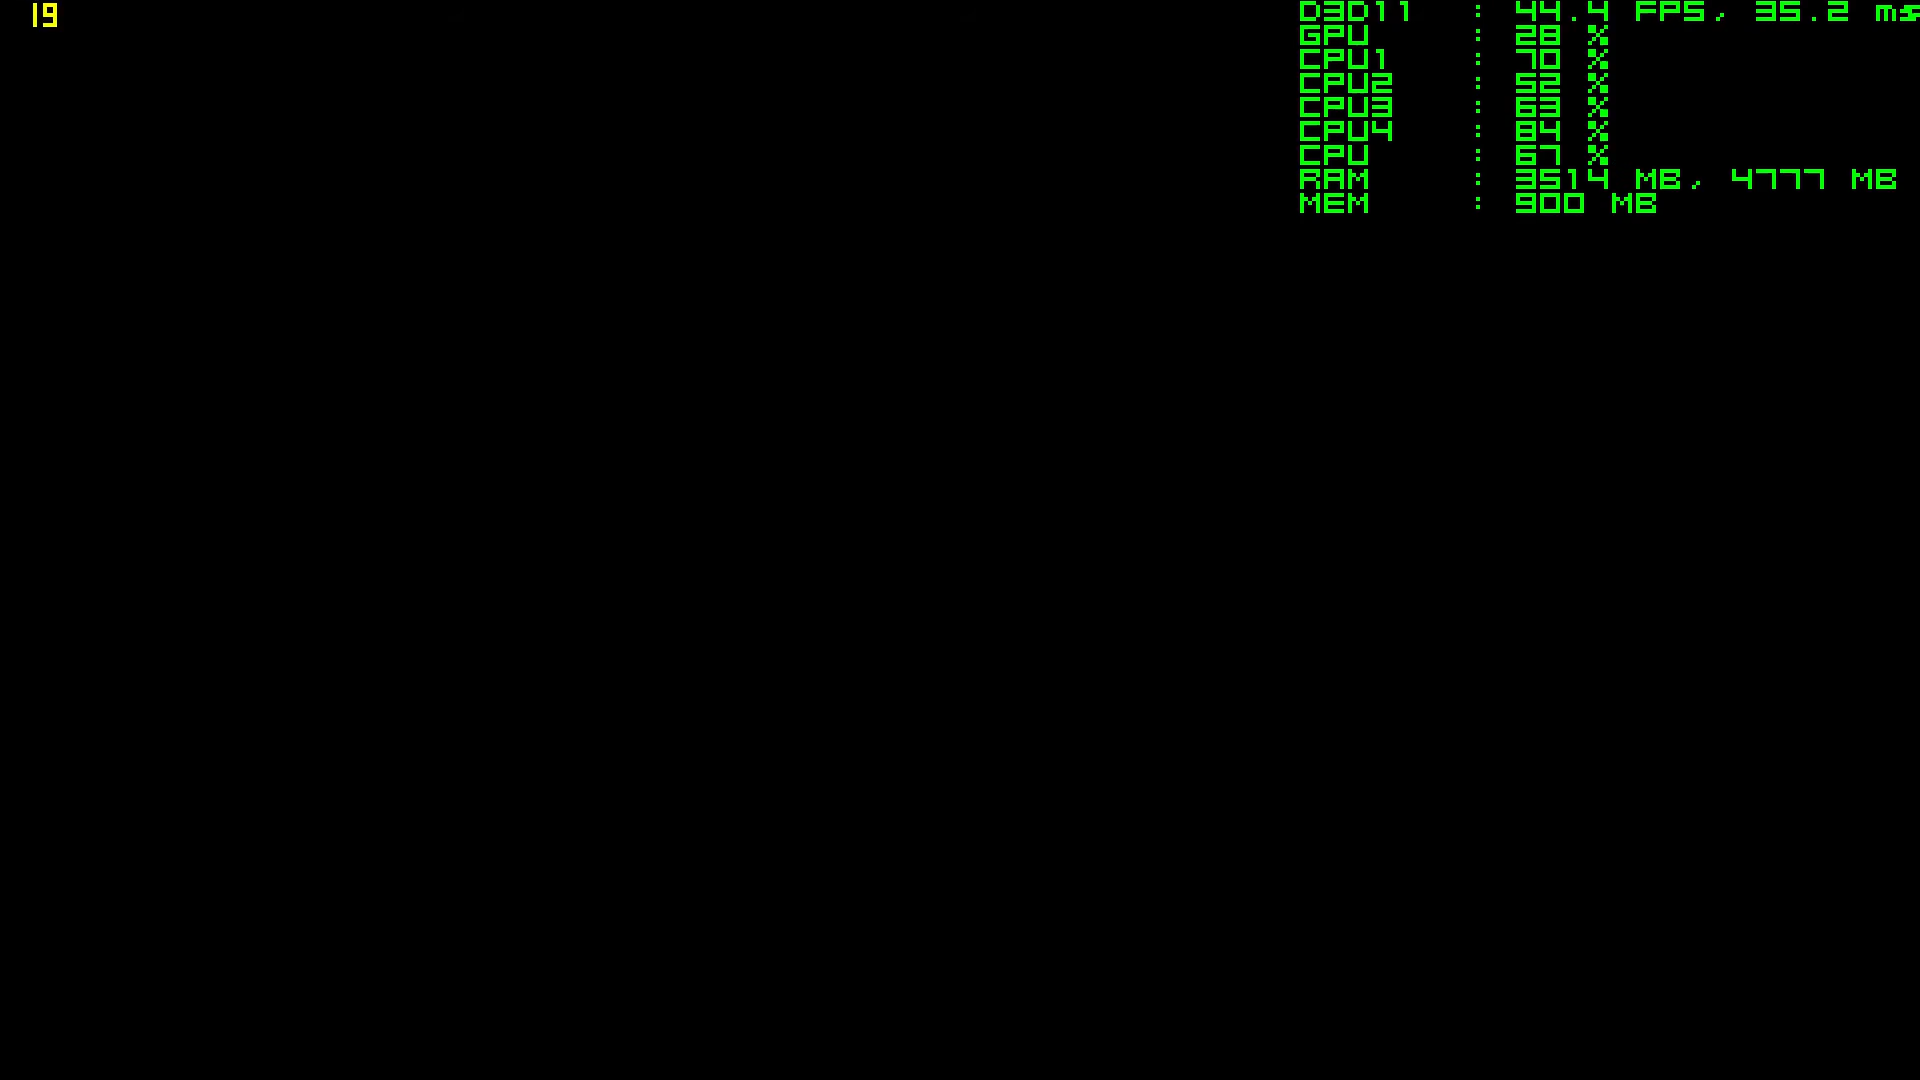 19
D3D11 : 44.4 FPS, 35.2 ms
GPU : 28 %
CPU1 : 70 %
CPU2 : 52 %
CPU3 : 63 %
CPU4 : 84 %
CPU : 67 %
RAM : 3514 MB, 4777 MB
MEM : 900 MB